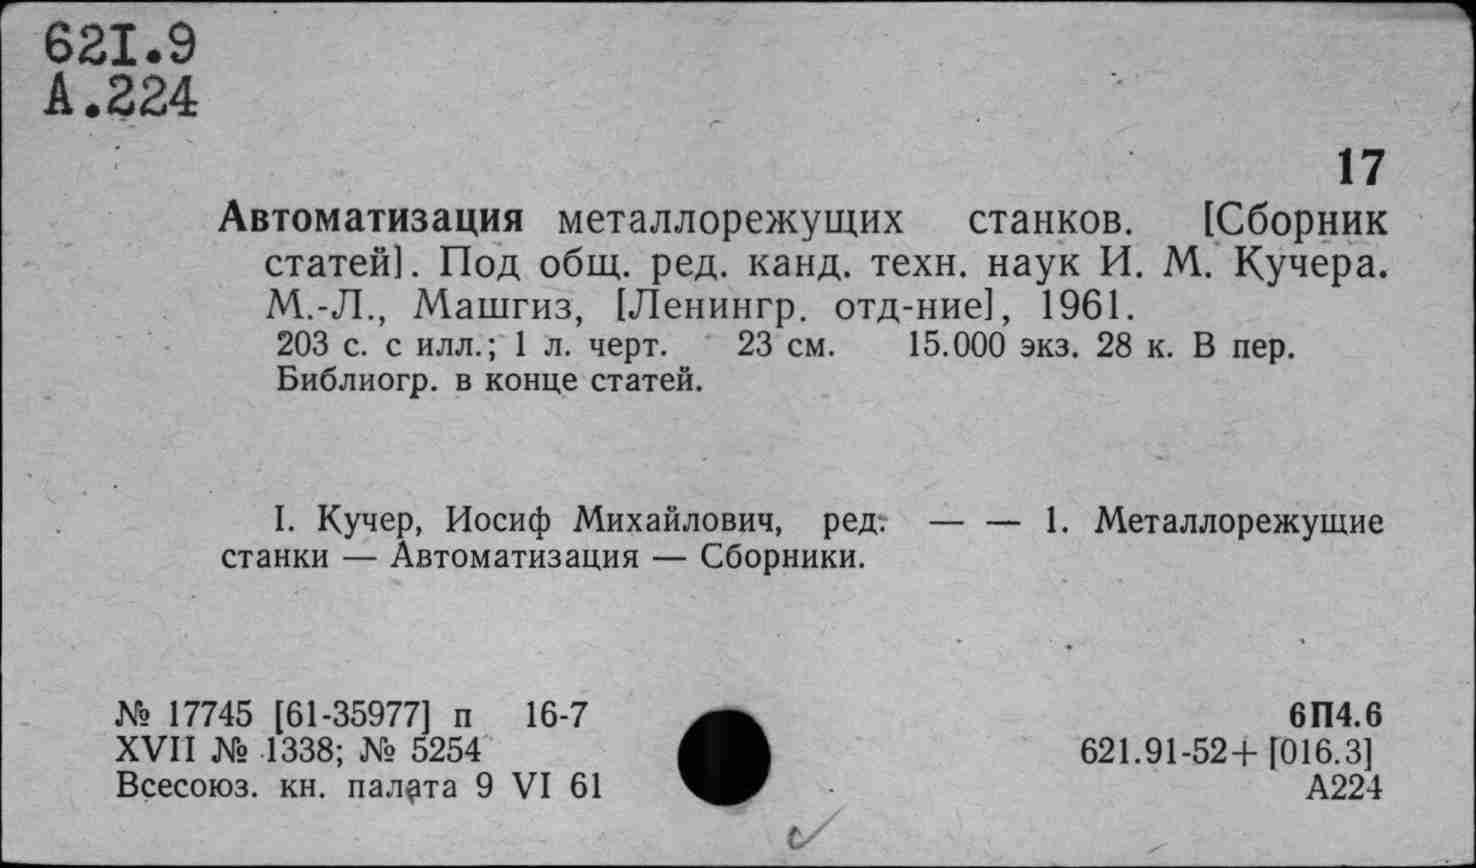 621.9
А.224
17
Автоматизация металлорежущих станков. [Сборник
статей]. Под общ. ред. канд. техн. наук И. М. Кучера.
М.-Л., Машгиз, [Ленингр. отд-ние], 1961.
203 с. с илл.; 1 л. черт. 23 см. 15.000 экз. 28 к. В пер.
Библиогр. в конце статей.
I. Кучер, Иосиф Михайлович, ред. — — 1. Металлорежущие
станки — Автоматизация — Сборники.
№ 17745 [61-35977] п 16-7
XVII № 1338; № 5254
Всесоюз. кн. палата 9 VI 61
6П4.6
621.91-52+[016.3]
А224